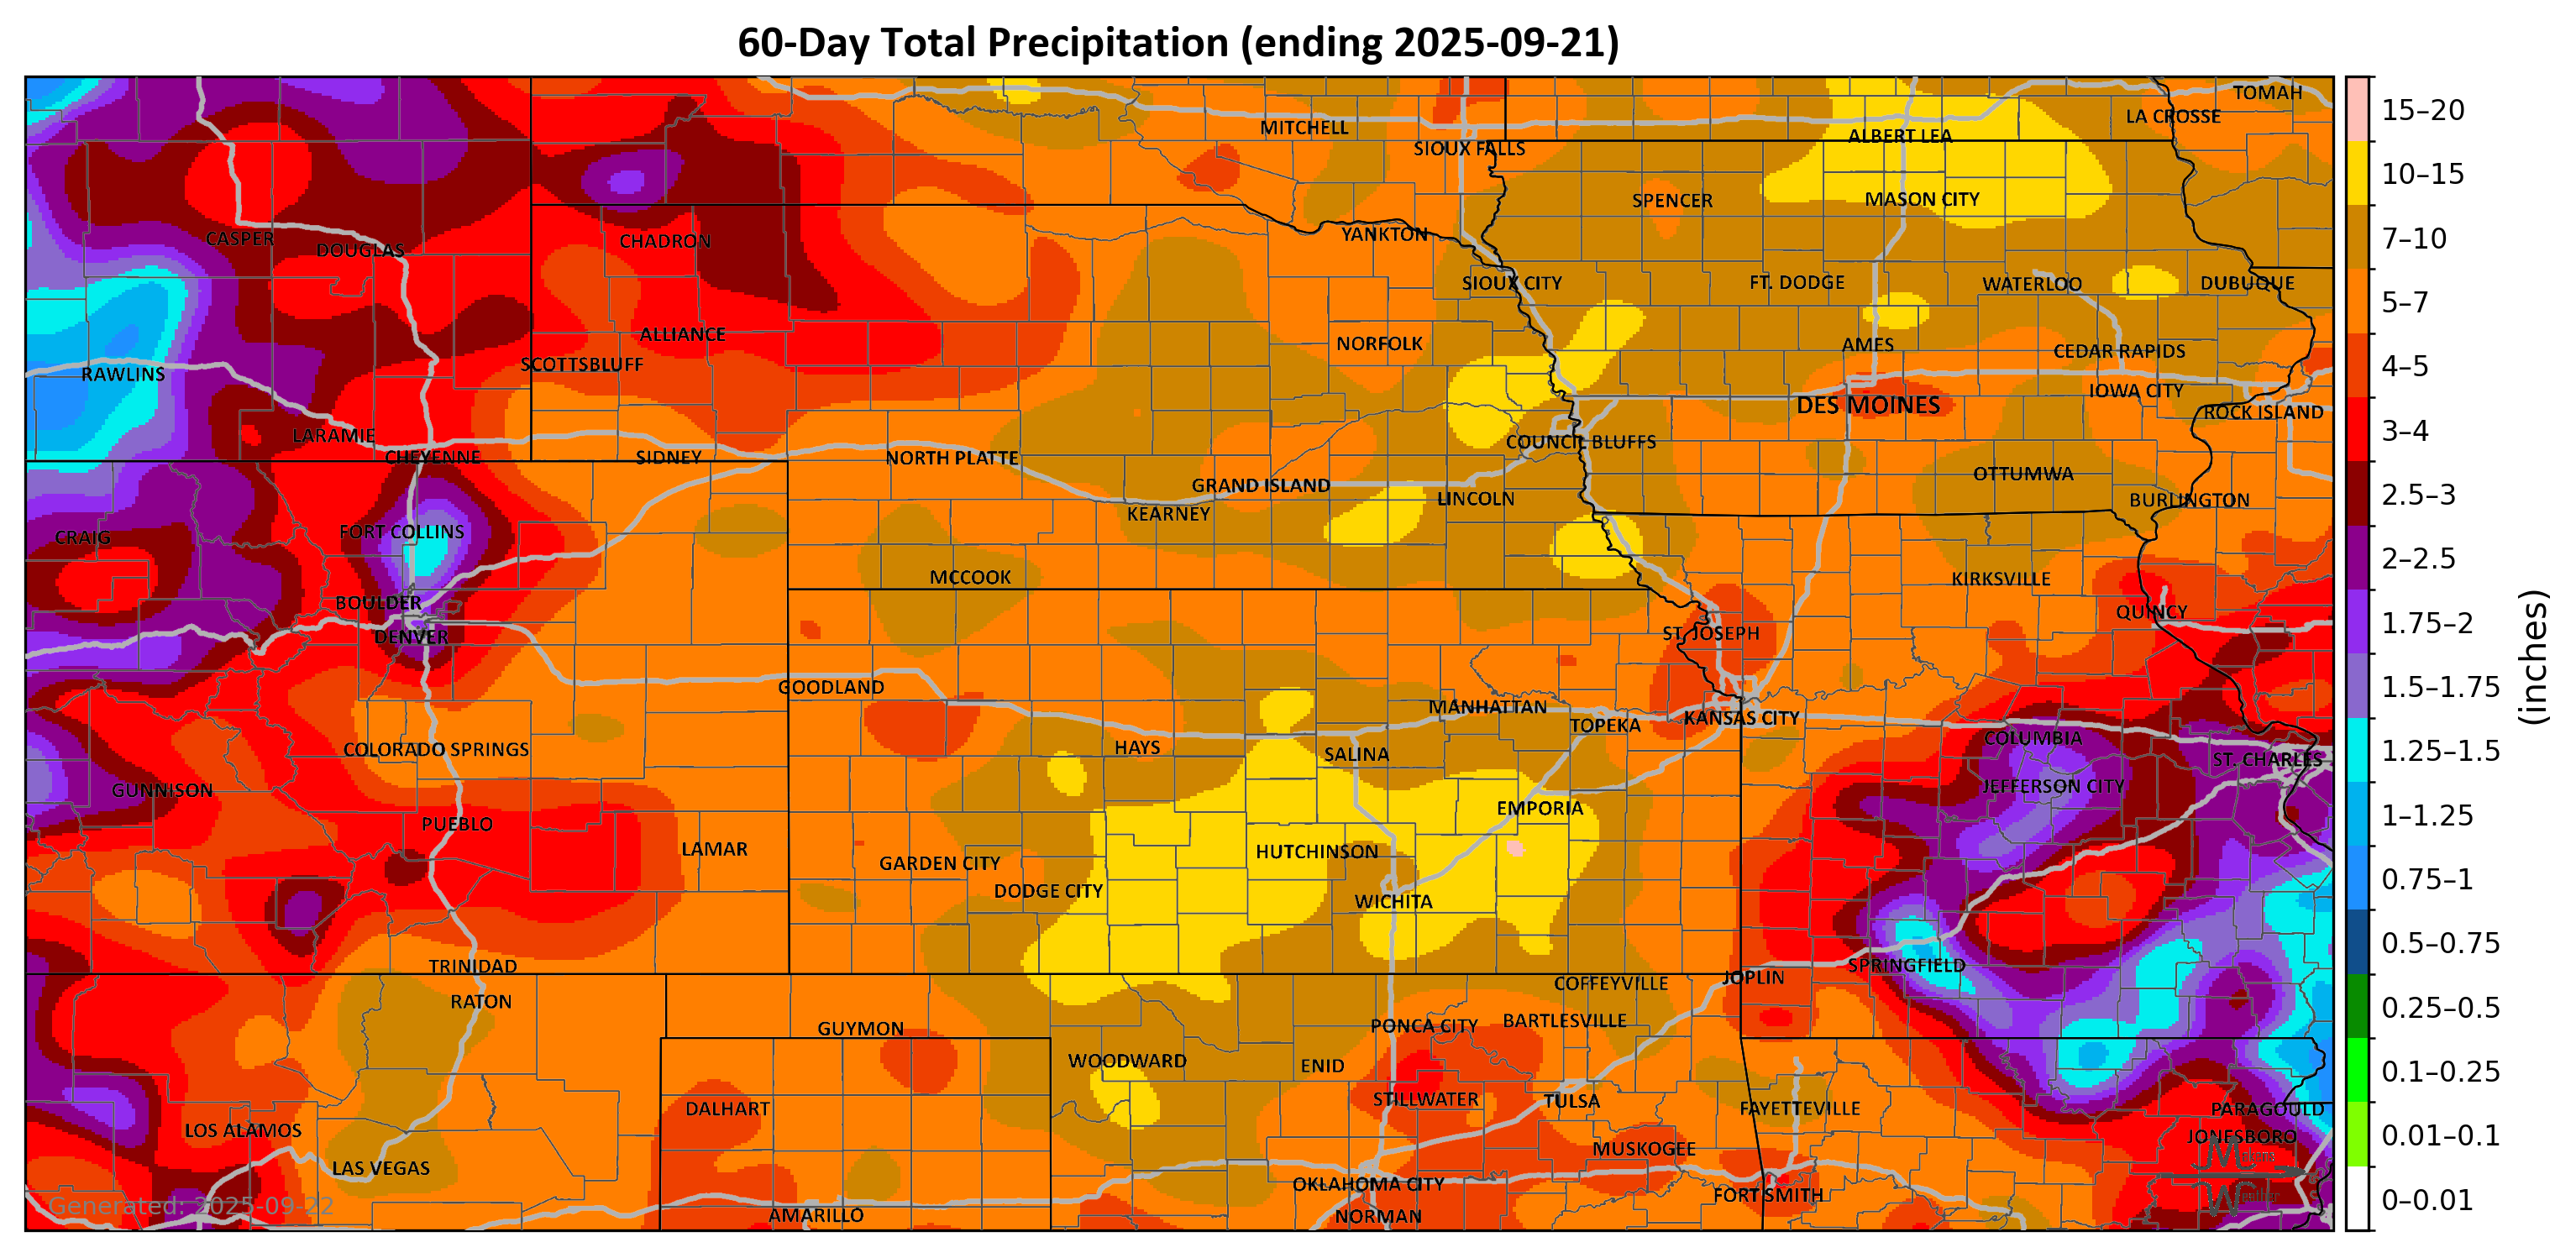 60-Day Total Precipitation (ending 2025-09-21)
TOMAH
LA CROSSE
MITCHELL
ALBERT LEA
SIOUX FALLS
SPENCER
MASON CITY
CASPER
DOUGLAS
CHADRON
YANKTON
SIOUX CITY
FT. DODGE
WATERLOO
DUBUQUE
ALLIANCE
NORFOLK
AMES
CEDAR RAPIDS
SCOTTSBLUFF
RAWLINS
IOWA CITY
DES MOINES
ROCK ISLAND
LARAMIE
COUNCIL BLUFFS
CHEYENNE
SIDNEY
NORTH PLATTE
OTTUMWA
GRAND ISLAND
LINCOLN
BURLINGTON
KEARNEY
CRAIG
FORT COLLINS
MCCOOK
KIRKSVILLE
BOULDER
QUINCY
DENVER
ST. JOSEPH
GOODLAND
MANHATTAN
KANSAS CITY
TOPEKA
COLUMBIA
COLORADO SPRINGS
HAYS
SALINA
ST. CHARLES
GUNNISON
JEFFERSON CITY
EMPORIA
PUEBLO
LAMAR
HUTCHINSON
GARDEN CITY
DODGE CITY
WICHITA
TRINIDAD
SPRINGFIELD
JOPLIN
COFFEYVILLE
RATON
GUYMON
PONCA CITY
BARTLESVILLE
WOODWARD
ENID
STILLWATER
TULSA
DALHART
FAYETTEVILLE
PARAGOULD
LOS ALAMOS
JONESBORO
MUSKOGEE
LAS VEGAS
OKLAHOMA CITY
FORT SMITH
AMARILLO
NORMAN
Generated: 2025-09-22
Weather
15–20
10–15
7–10
5–7
4–5
3–4
2.5–3
2–2.5
1.75–2
1.5–1.75
1.25–1.5
1–1.25
0.75–1
0.5–0.75
0.25–0.5
0.1–0.25
0.01–0.1
0–0.01
(inches)